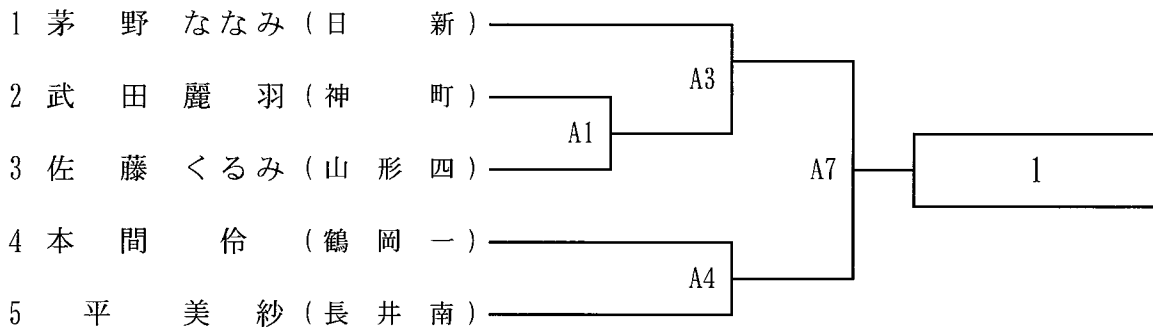 1 茅野ななみ(日新)
A3
2 武田麗羽(神町)
A1
3 佐藤くるみ(山形四)
A7
1
4 本間伶(鶴岡一)
A4
5 平美紗(長井南)